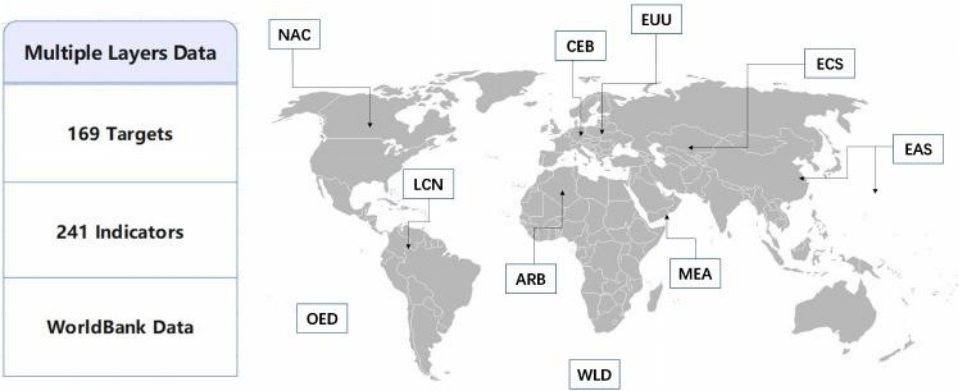 Multiple Layers Data
169 Targets
241 Indicators
WorldBank Data
NAC
EUU
CEB
ECS
EAS
LCN
ARB
MEA
OED
WLD